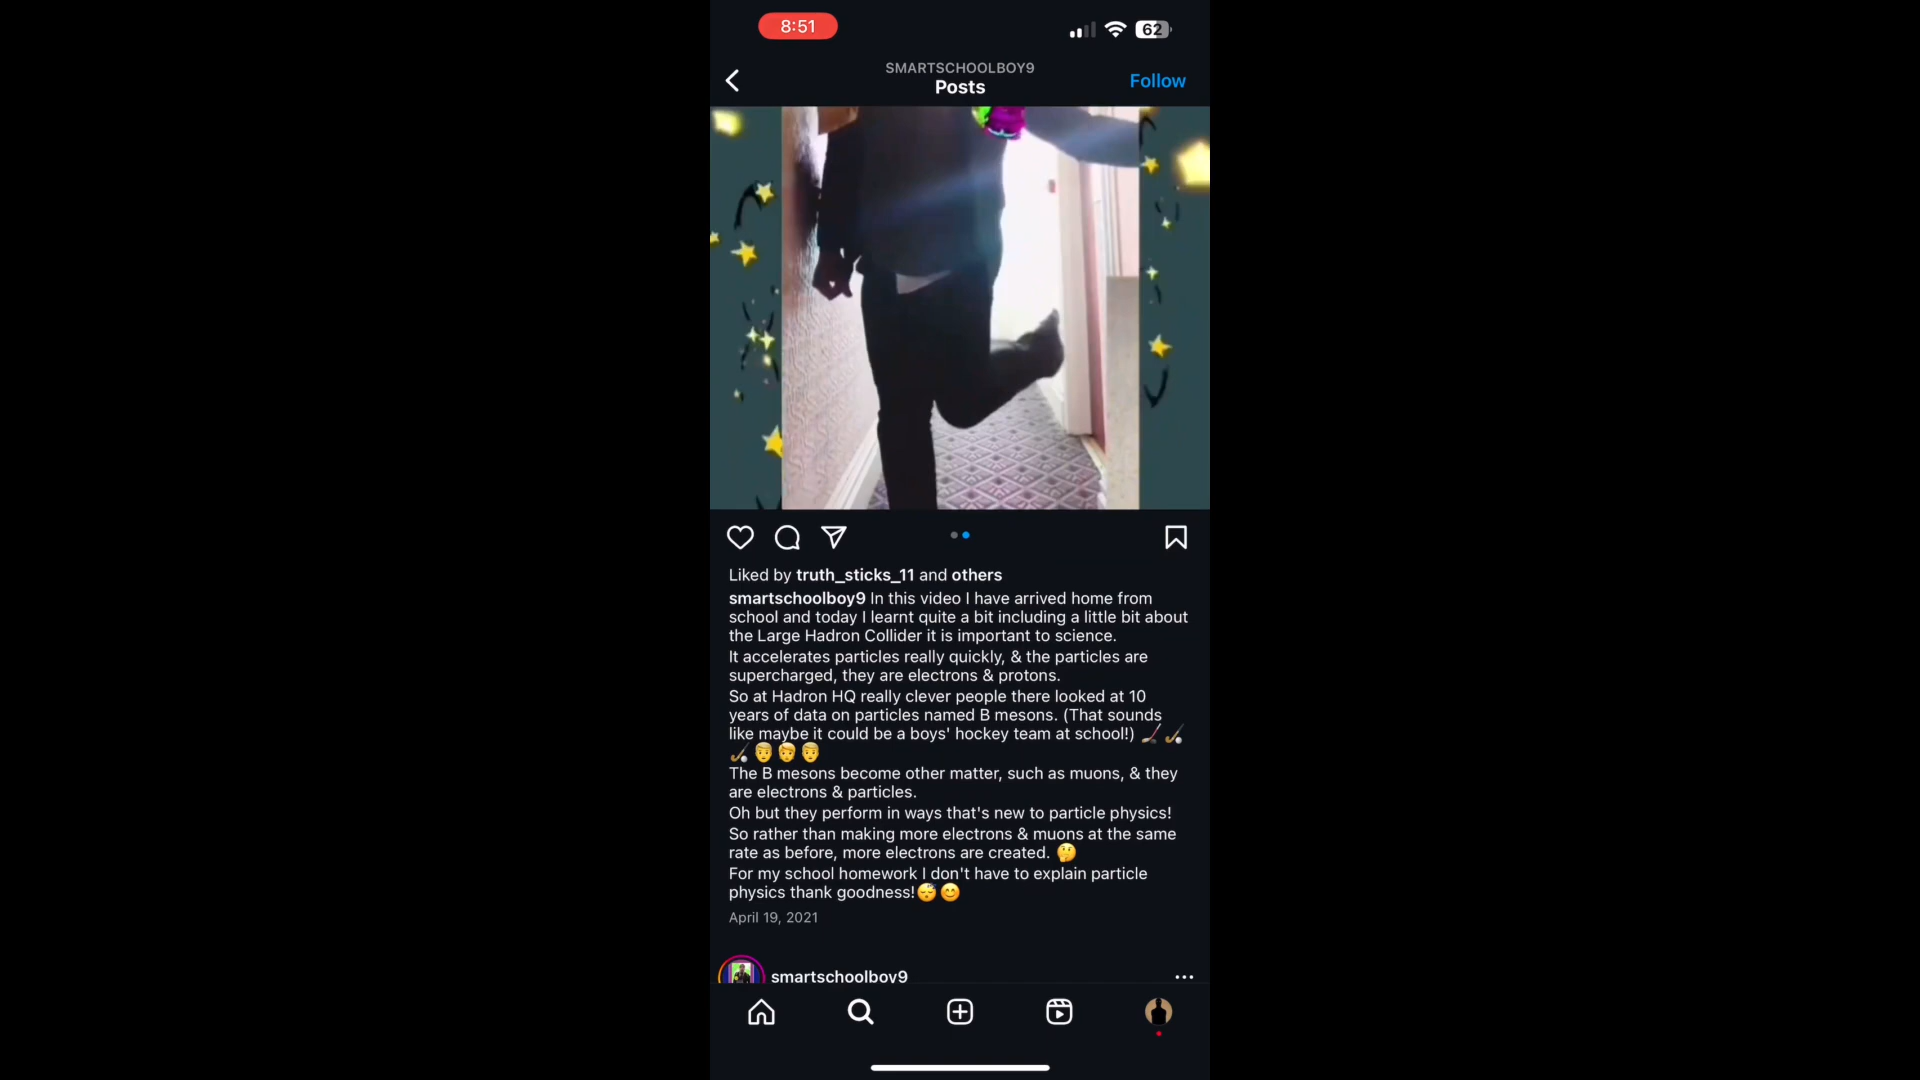 8:51
62
SMARTSCHOOLBOY9
Posts
Follow
Liked by truth_sticks_11 and others
smartschoolboy9 In this video I have arrived home from
school and today I learnt quite a bit including a little bit about
the Large Hadron Collider it is important to science.
It accelerates particles really quickly, & the particles are
supercharged, they are electrons & protons.
So at Hadron HQ really clever people there looked at 10
years of data on particles named B mesons. (That sounds
like maybe it could be a boys' hockey team at school!) 🏒🏑
🏑👨👦👨
The B mesons become other matter, such as muons, & they
are electrons & particles.
Oh but they perform in ways that's new to particle physics!
So rather than making more electrons & muons at the same
rate as before, more electrons are created. 🤔
For my school homework I don't have to explain particle
physics thank goodness!😴😊
April 19, 2021
smartschoolboy9